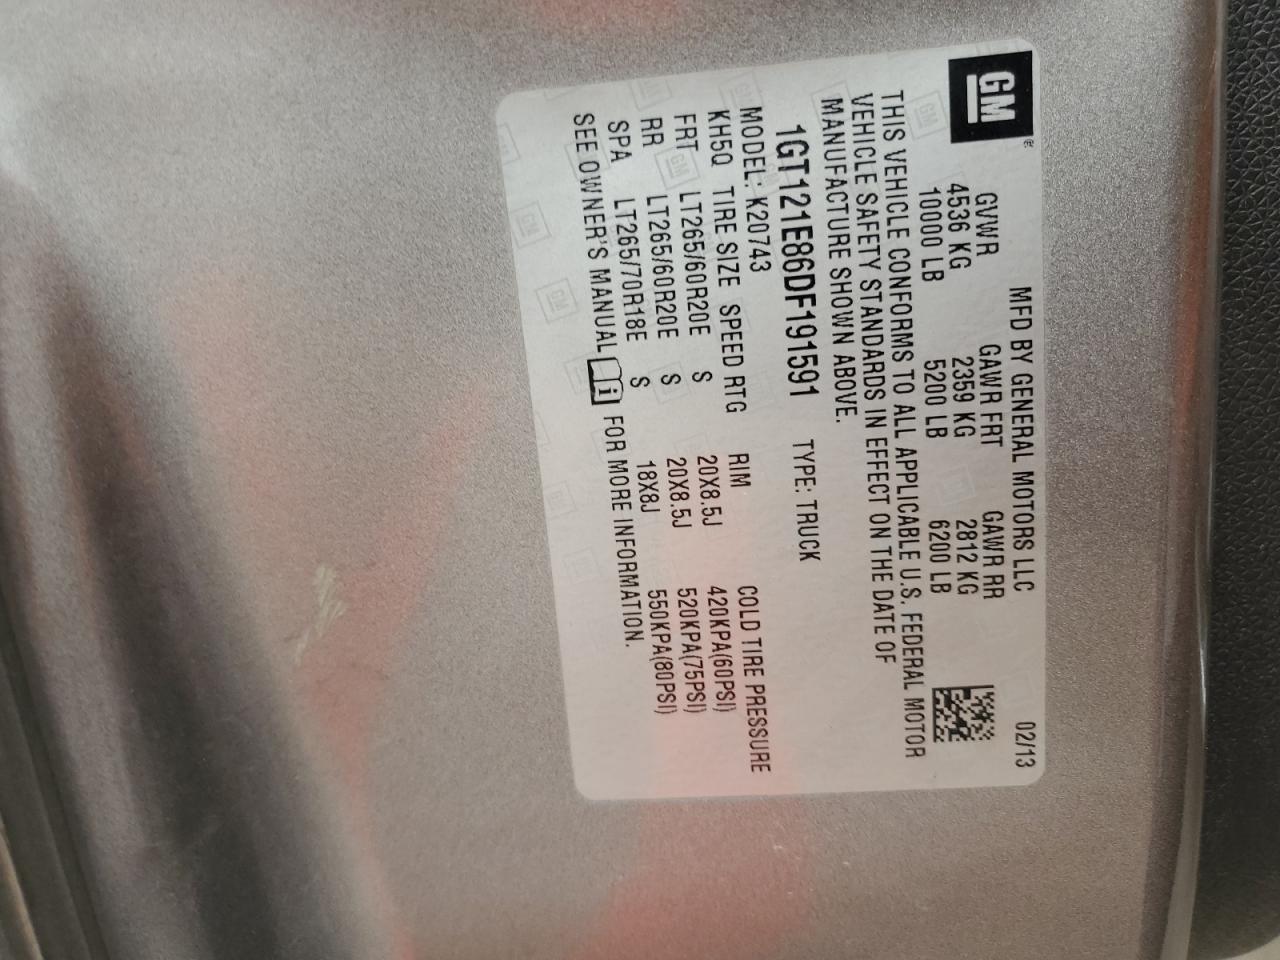 GM
MFD BY GENERAL MOTORS LLC 02/13
GVWR GAWR FRT GAWR RR
4536 KG 2359 KG 2812 KG
10000 LB 5200 LB 6200 LB
THIS VEHICLE CONFORMS TO ALL APPLICABLE U.S. FEDERAL MOTOR
VEHICLE SAFETY STANDARDS IN EFFECT ON THE DATE OF
MANUFACTURE SHOWN ABOVE.
1GT121E86DF191591 TYPE: TRUCK
MODEL: K20743
KH5Q TIRE SIZE SPEED RTG RIM COLD TIRE PRESSURE
FRT LT265/60R20E S 20X8.5J 420KPA(60PSI)
RR LT265/60R20E S 20X8.5J 520KPA(75PSI)
SPA LT265/70R18E S 18X8J 550KPA(80PSI)
SEE OWNER'S MANUAL i FOR MORE INFORMATION.